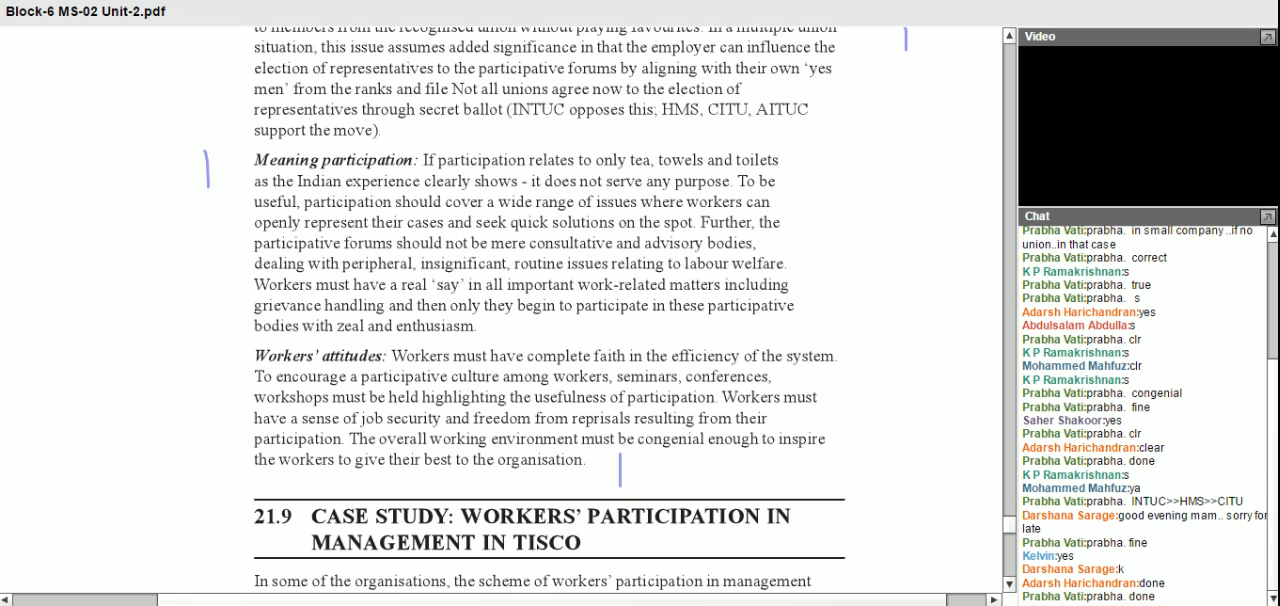 Block-6 MS-02 Unit-2.pdf
to members from the recognised union without playing favourites. In a multiple union
situation, this issue assumes added significance in that the employer can influence the
election of representatives to the participative forums by aligning with their own ‘yes
men’ from the ranks and file Not all unions agree now to the election of
representatives through secret ballot (INTUC opposes this; HMS, CITU, AITUC
support the move).
Meaning participation: If participation relates to only tea, towels and toilets
as the Indian experience clearly shows - it does not serve any purpose. To be
useful, participation should cover a wide range of issues where workers can
openly represent their cases and seek quick solutions on the spot. Further, the
participative forums should not be mere consultative and advisory bodies,
dealing with peripheral, insignificant, routine issues relating to labour welfare.
Workers must have a real ‘say’ in all important work-related matters including
grievance handling and then only they begin to participate in these participative
bodies with zeal and enthusiasm.
Workers’ attitudes: Workers must have complete faith in the efficiency of the system.
To encourage a participative culture among workers, seminars, conferences,
workshops must be held highlighting the usefulness of participation. Workers must
have a sense of job security and freedom from reprisals resulting from their
participation. The overall working environment must be congenial enough to inspire
the workers to give their best to the organisation.
21.9 CASE STUDY: WORKERS’ PARTICIPATION IN
MANAGEMENT IN TISCO
In some of the organisations, the scheme of workers’ participation in management
Video
Chat
Prabha Vati:prabha. in small company..if no
union..in that case
Prabha Vati:prabha. correct
K P Ramakrishnan:s
Prabha Vati:prabha. true
Prabha Vati:prabha. s
Adarsh Harichandran:yes
Abdulsalam Abdulla:s
Prabha Vati:prabha. clr
K P Ramakrishnan:s
Mohammed Mahfuz:clr
K P Ramakrishnan:s
Prabha Vati:prabha. congenial
Prabha Vati:prabha. fine
Saher Shakoor:yes
Prabha Vati:prabha. clr
Adarsh Harichandran:clear
Prabha Vati:prabha. done
K P Ramakrishnan:s
Mohammed Mahfuz:ya
Prabha Vati:prabha. INTUC>>HMS>>CITU
Darshana Sarage:good evening mam.. sorry for
late
Prabha Vati:prabha. fine
Kelvin:yes
Darshana Sarage:k
Adarsh Harichandran:done
Prabha Vati:prabha. done